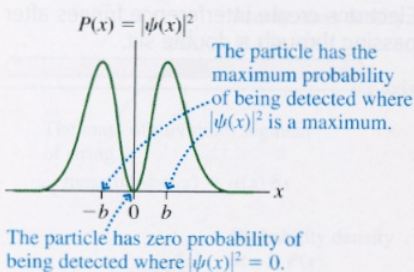 P(x) = |ψ(x)|²
The particle has the
maximum probability
of being detected where
|ψ(x)|² is a maximum.
x
−b 0 b
The particle has zero probability of
being detected where |ψ(x)|² = 0.